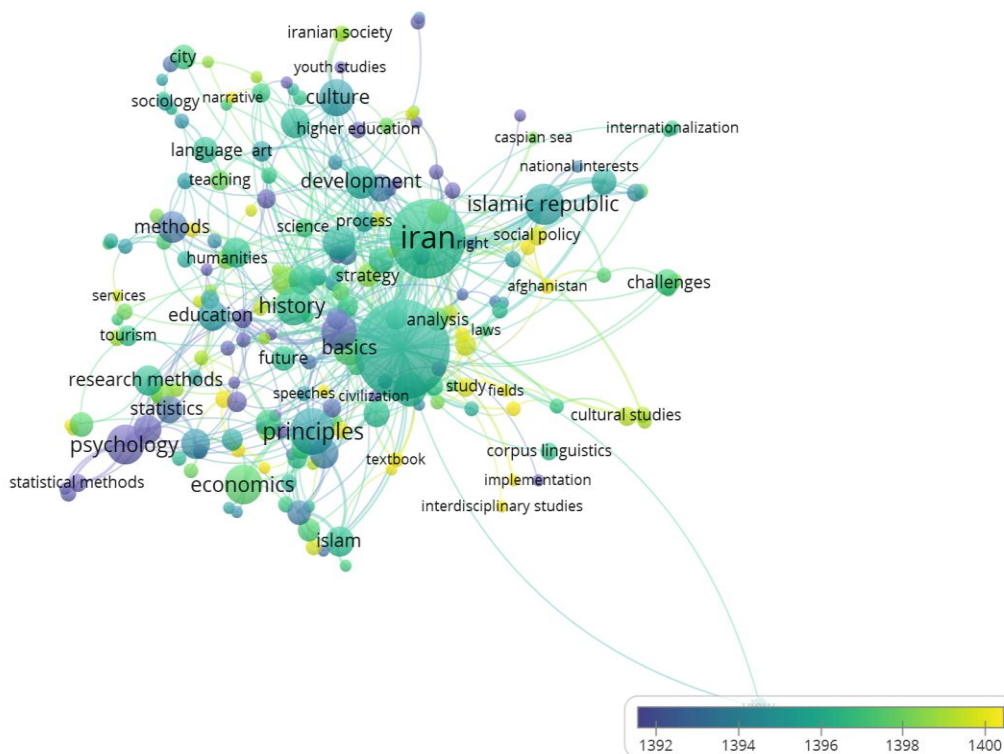 iranian society
city
youth studies
culture
sociology
narrative
higher education
caspian sea
internationalization
language
art
national interests
teaching
development
islamic republic
methods
science
process
iran
right
social policy
humanities
strategy
afghanistan
challenges
services
education
history
analysis
laws
tourism
basics
future
research methods
speeches
civilization
study
fields
statistics
cultural studies
psychology
principles
corpus linguistics
textbook
statistical methods
economics
implementation
interdisciplinary studies
islam
1392
1394
1396
1398
1400